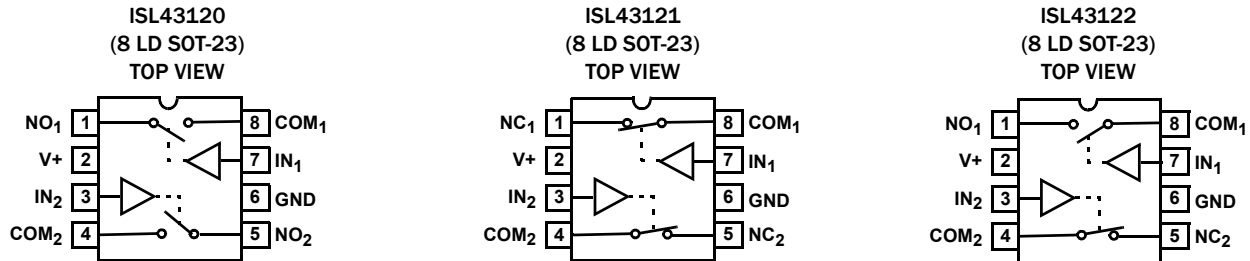 ISL43120
(8 LD SOT-23)
TOP VIEW
NO1 1 8 COM1
V+ 2 7 IN1
IN2 3 6 GND
COM2 4 5 NO2
ISL43121
(8 LD SOT-23)
TOP VIEW
NC1 1 8 COM1
V+ 2 7 IN1
IN2 3 6 GND
COM2 4 5 NC2
ISL43122
(8 LD SOT-23)
TOP VIEW
NO1 1 8 COM1
V+ 2 7 IN1
IN2 3 6 GND
COM2 4 5 NC2